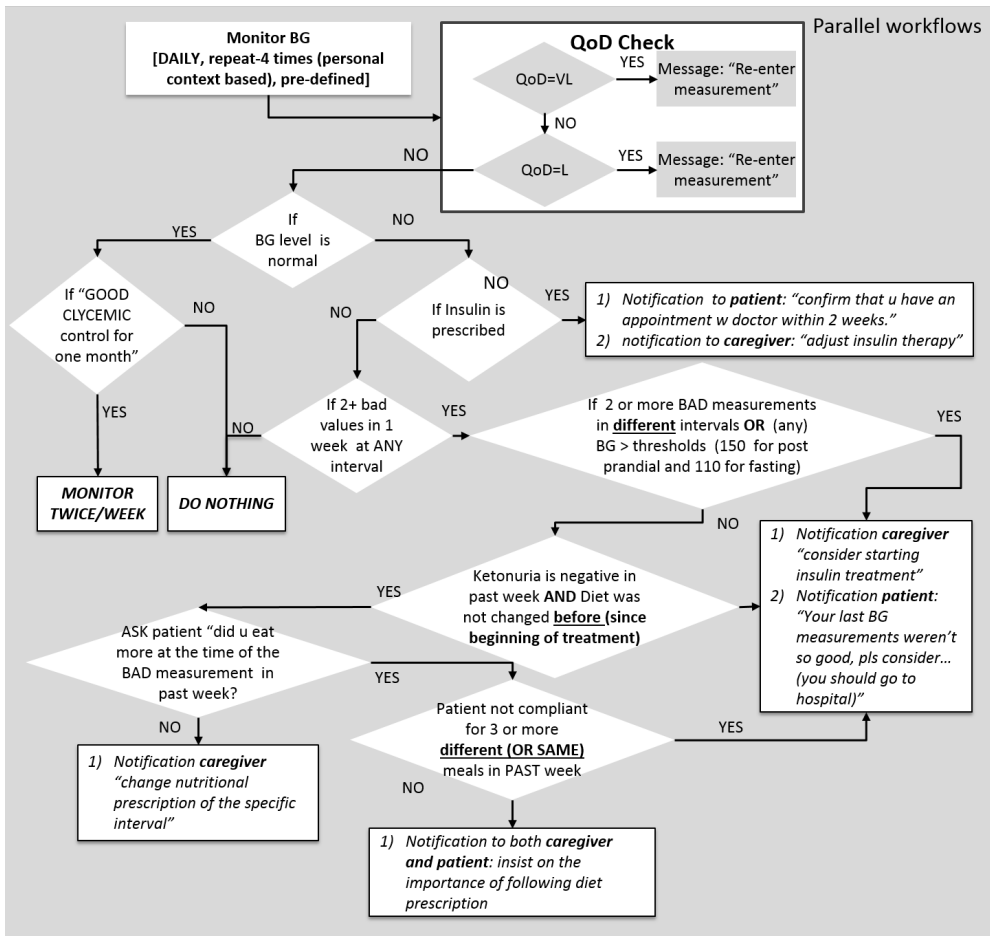 Parallel workflows
Monitor BG
[DAILY, repeat-4 times (personal
context based), pre-defined]
QoD Check
QoD=VL
YES
Message: “Re-enter
measurement”
NO
QoD=L
YES
Message: “Re-enter
measurement”
NO
If
BG level is
normal
YES
NO
If “GOOD
CLYCEMIC
control for
one month”
NO
YES
NO
If Insulin is
prescribed
YES
NO
1) Notification to patient: “confirm that u have an
appointment w doctor within 2 weeks.”
2) notification to caregiver: “adjust insulin therapy”
If 2+ bad
values in 1
week at ANY
interval
YES
NO
If 2 or more BAD measurements
in different intervals OR (any)
BG > thresholds (150 for post
prandial and 110 for fasting)
YES
NO
MONITOR
TWICE/WEEK
DO NOTHING
1) Notification caregiver
“consider starting
insulin treatment”
2) Notification patient:
“Your last BG
measurements weren’t
so good, pls consider…
(you should go to
hospital)”
Ketonuria is negative in
past week AND Diet was
not changed before (since
beginning of treatment)
YES
ASK patient “did u eat
more at the time of the
BAD measurement in
past week?
YES
NO
Patient not compliant
for 3 or more
different (OR SAME)
meals in PAST week
YES
NO
1) Notification caregiver
“change nutritional
prescription of the specific
interval”
1) Notification to both caregiver
and patient: insist on the
importance of following diet
prescription